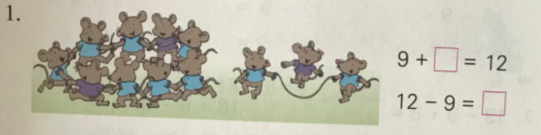 1.
9 + □ = 12
12 − 9 = □